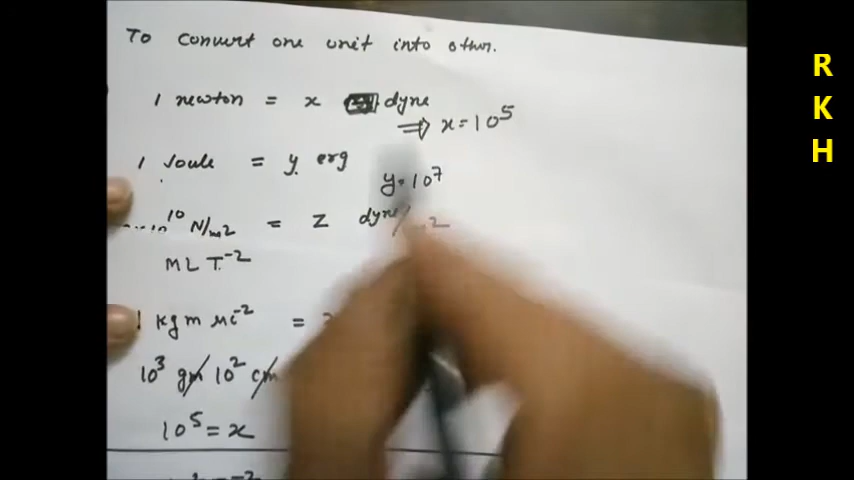 To convert one unit into other.
1 newton = x dyne
⇒ x = 10⁵
1 Joule = y erg
y = 10⁷
10 N/m2 = Z dyne/
MLT⁻²
1 kg m
=
10³ gm 10² cm
10⁵ = x
R
K
H